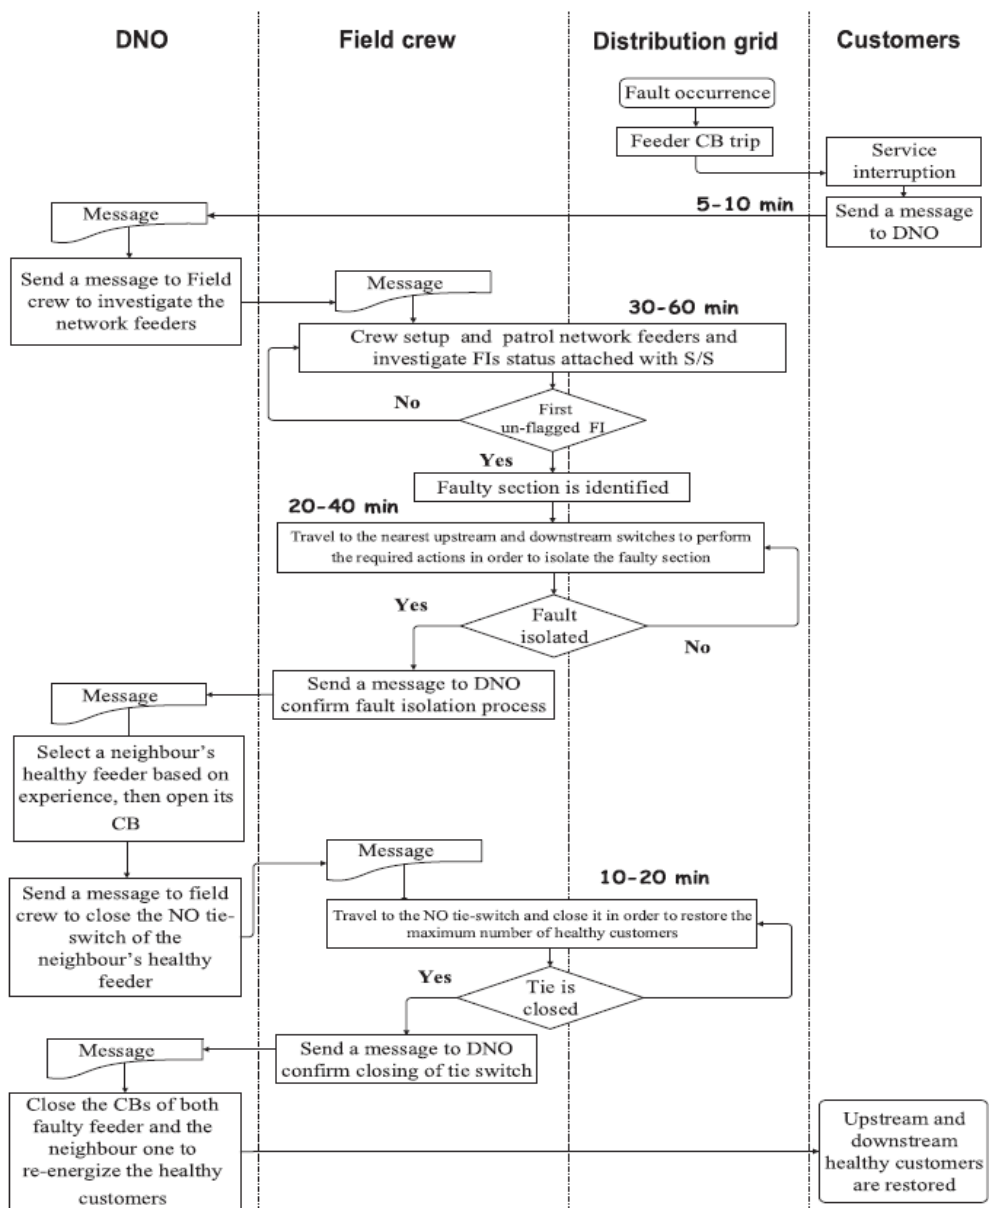 DNO
Field crew
Distribution grid
Customers
Fault occurrence
Feeder CB trip
Service
interruption
5-10 min
Send a message
to DNO
Message
Send a message to Field
crew to investigate the
network feeders
Message
30-60 min
Crew setup and patrol network feeders and
investigate FIs status attached with S/S
No
First
un-flagged FI
Yes
Faulty section is identified
20-40 min
Travel to the nearest upstream and downstream switches to perform
the required actions in order to isolate the faulty section
Yes
Fault
isolated
No
Send a message to DNO
confirm fault isolation process
Message
Select a neighbour's
healthy feeder based on
experience, then open its
CB
Send a message to field
crew to close the NO tie-
switch of the
neighbour's healthy
feeder
Message
10-20 min
Travel to the NO tie-switch and close it in order to restore the
maximum number of healthy customers
Yes
Tie is
closed
Send a message to DNO
confirm closing of tie switch
Message
Close the CBs of both
faulty feeder and the
neighbour one to
re-energize the healthy
customers
Upstream and
downstream
healthy customers
are restored